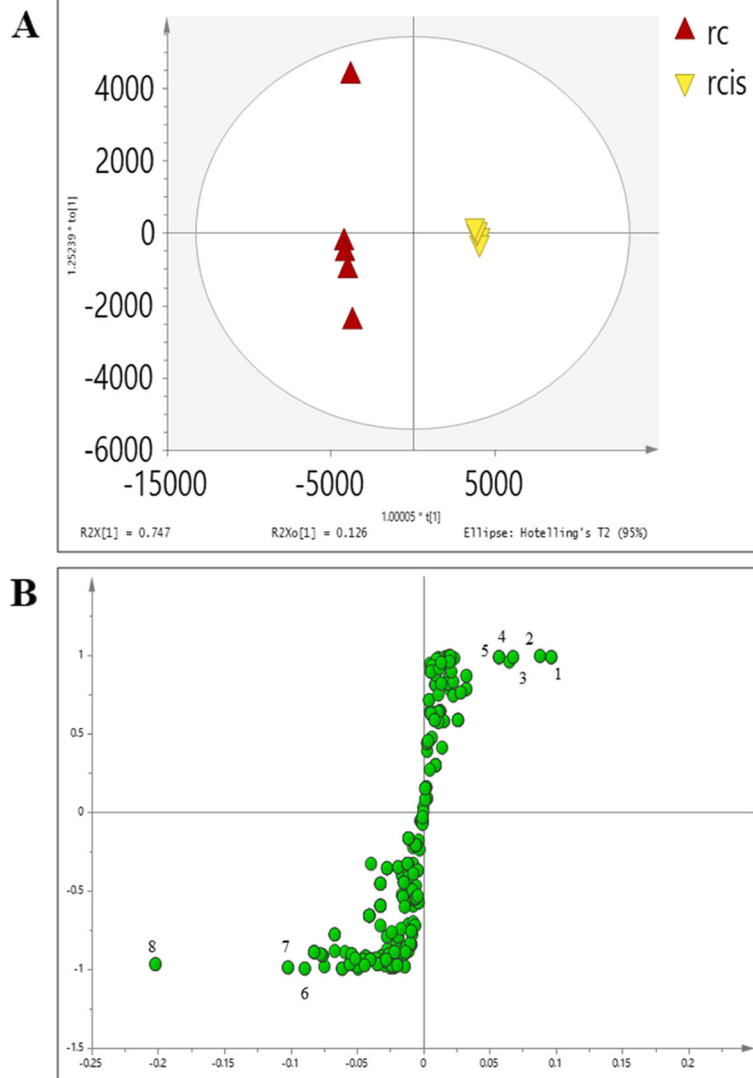 A
rc
rcis
4000
2000
0
-2000
-4000
-6000
1.25239 * to[1]
-15000 -5000 5000
1.00005 * t[1]
R2X[1] = 0.747 R2Xo[1] = 0.126 Ellipse: Hotelling's T2 (95%)
B
1
0.5
0
-0.5
-1
-1.5
5 4 2
3 1
8 7
6
-0.25 -0.2 -0.15 -0.1 -0.05 0 0.05 0.1 0.15 0.2